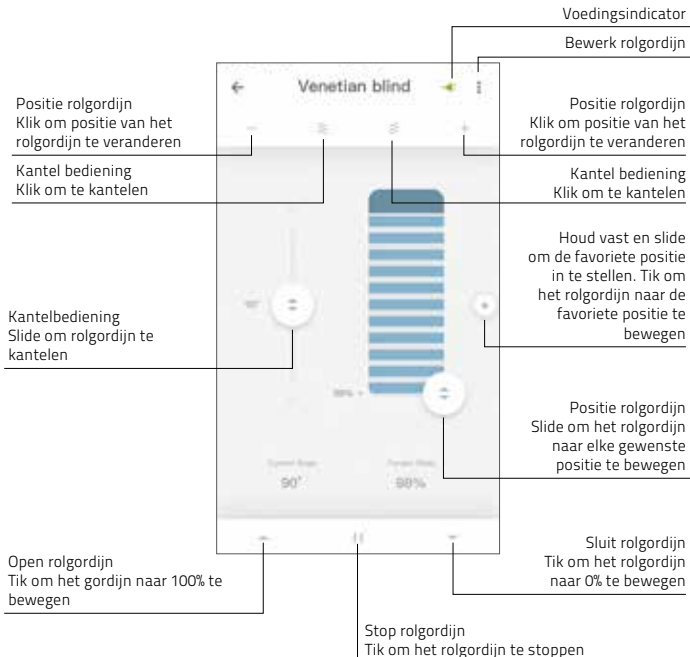 Voedingsindicator
Bewerk rolgordijn
Venetian blind
Positie rolgordijn
Klik om positie van het
rolgordijn te veranderen
Positie rolgordijn
Klik om positie van het
rolgordijn te veranderen
Kantel bediening
Klik om te kantelen
Kantel bediening
Klik om te kantelen
Houd vast en slide
om de favoriete positie
in te stellen. Tik om
het rolgordijn naar de
favoriete positie te
bewegen
Kantelbediening
Slide om rolgordijn te
kantelen
98%
Positie rolgordijn
Slide om het rolgordijn
naar elke gewenste
positie te bewegen
90°
98%
Open rolgordijn
Tik om het gordijn naar 100% te
bewegen
Sluit rolgordijn
Tik om het rolgordijn
naar 0% te bewegen
Stop rolgordijn
Tik om het rolgordijn te stoppen